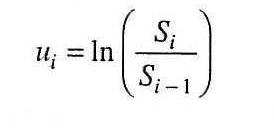 u_i = ln(S_i / S_{i-1})